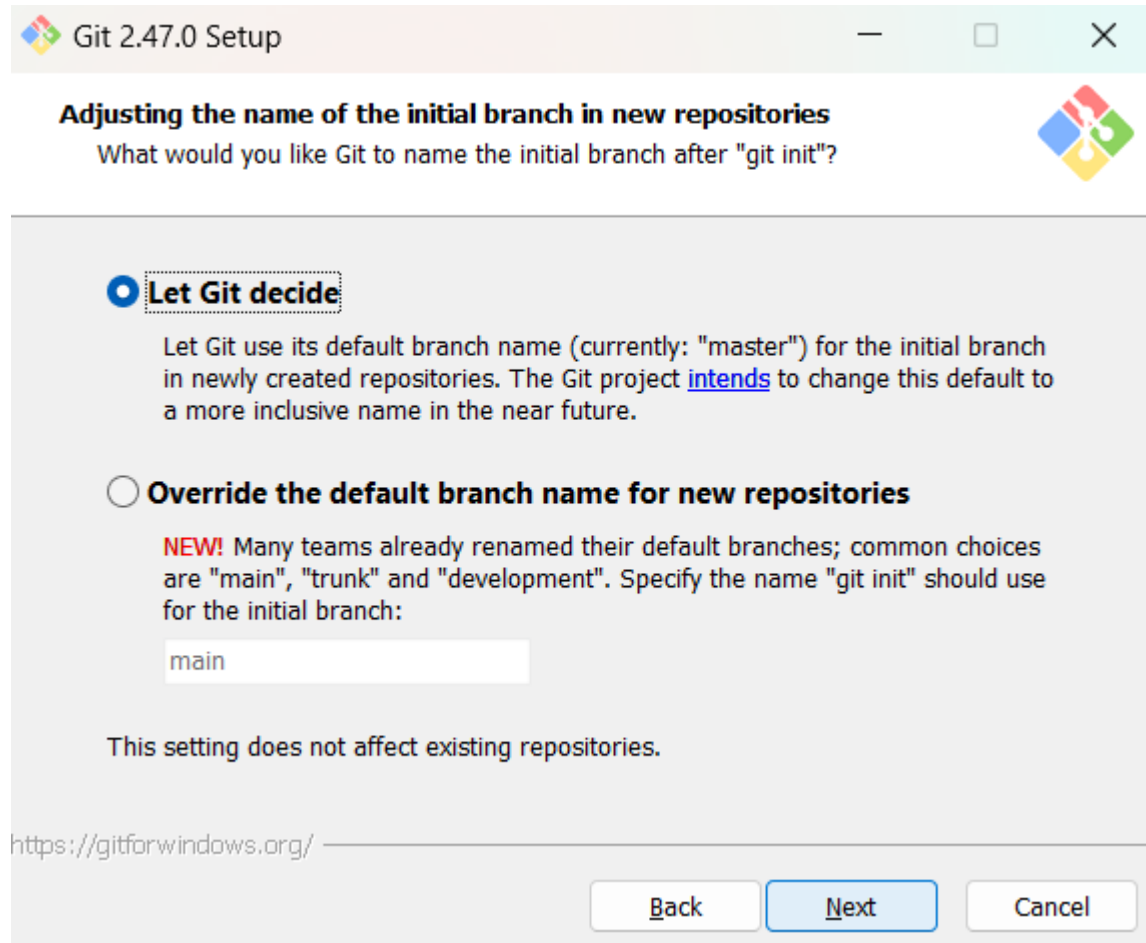 Git 2.47.0 Setup
Adjusting the name of the initial branch in new repositories
What would you like Git to name the initial branch after "git init"?
Let Git decide
Let Git use its default branch name (currently: "master") for the initial branch
in newly created repositories. The Git project intends to change this default to
a more inclusive name in the near future.
Override the default branch name for new repositories
NEW! Many teams already renamed their default branches; common choices
are "main", "trunk" and "development". Specify the name "git init" should use
for the initial branch:
main
This setting does not affect existing repositories.
https://gitforwindows.org/
Back Next Cancel